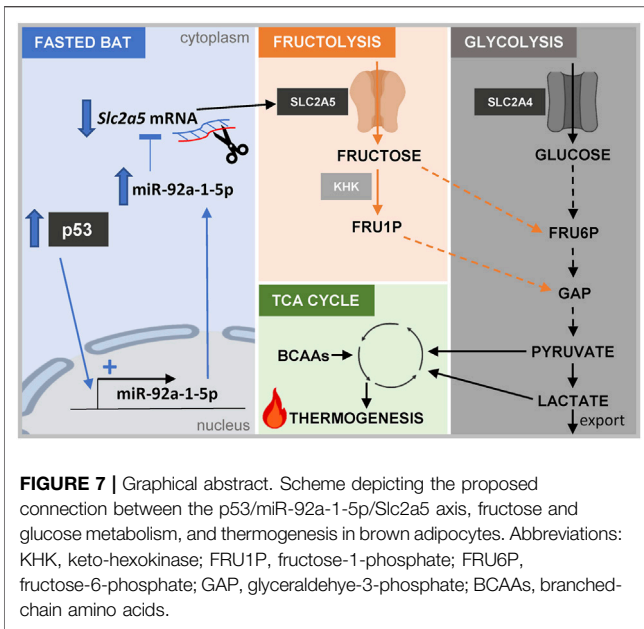 FASTED BAT
cytoplasm
Slc2a5 mRNA
miR-92a-1-5p
p53
+
miR-92a-1-5p
nucleus
FRUCTOLYSIS
SLC2A5
FRUCTOSE
KHK
FRU1P
TCA CYCLE
BCAAs
THERMOGENESIS
GLYCOLYSIS
SLC2A4
GLUCOSE
FRU6P
GAP
PYRUVATE
LACTATE
export
FIGURE 7 | Graphical abstract. Scheme depicting the proposed
connection between the p53/miR-92a-1-5p/Slc2a5 axis, fructose and
glucose metabolism, and thermogenesis in brown adipocytes. Abbreviations:
KHK, keto-hexokinase; FRU1P, fructose-1-phosphate; FRU6P,
fructose-6-phosphate; GAP, glyceraldehye-3-phosphate; BCAAs, branched-
chain amino acids.